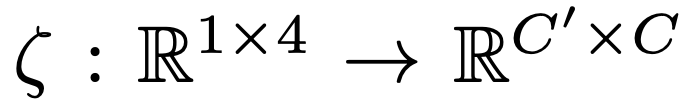 ζ : ℝ^{1×4} → ℝ^{C′×C}